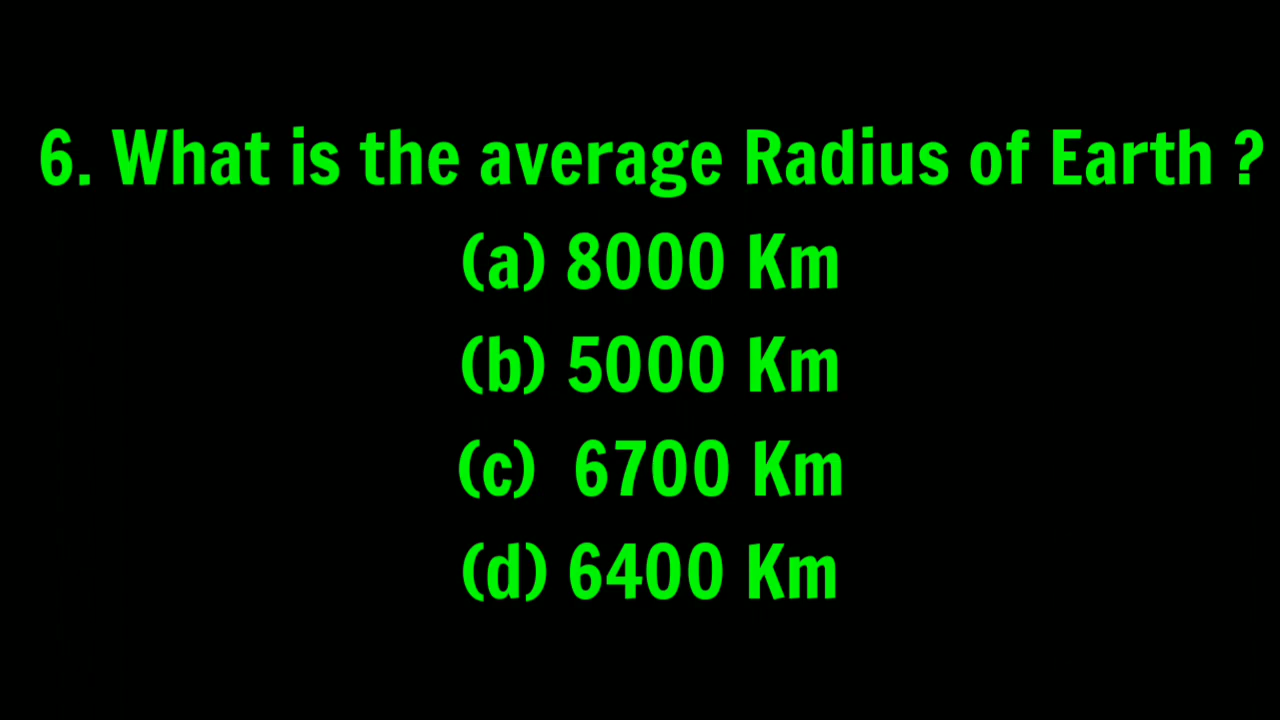 6. What is the average Radius of Earth ?
(a) 8000 Km
(b) 5000 Km
(c) 6700 Km
(d) 6400 Km